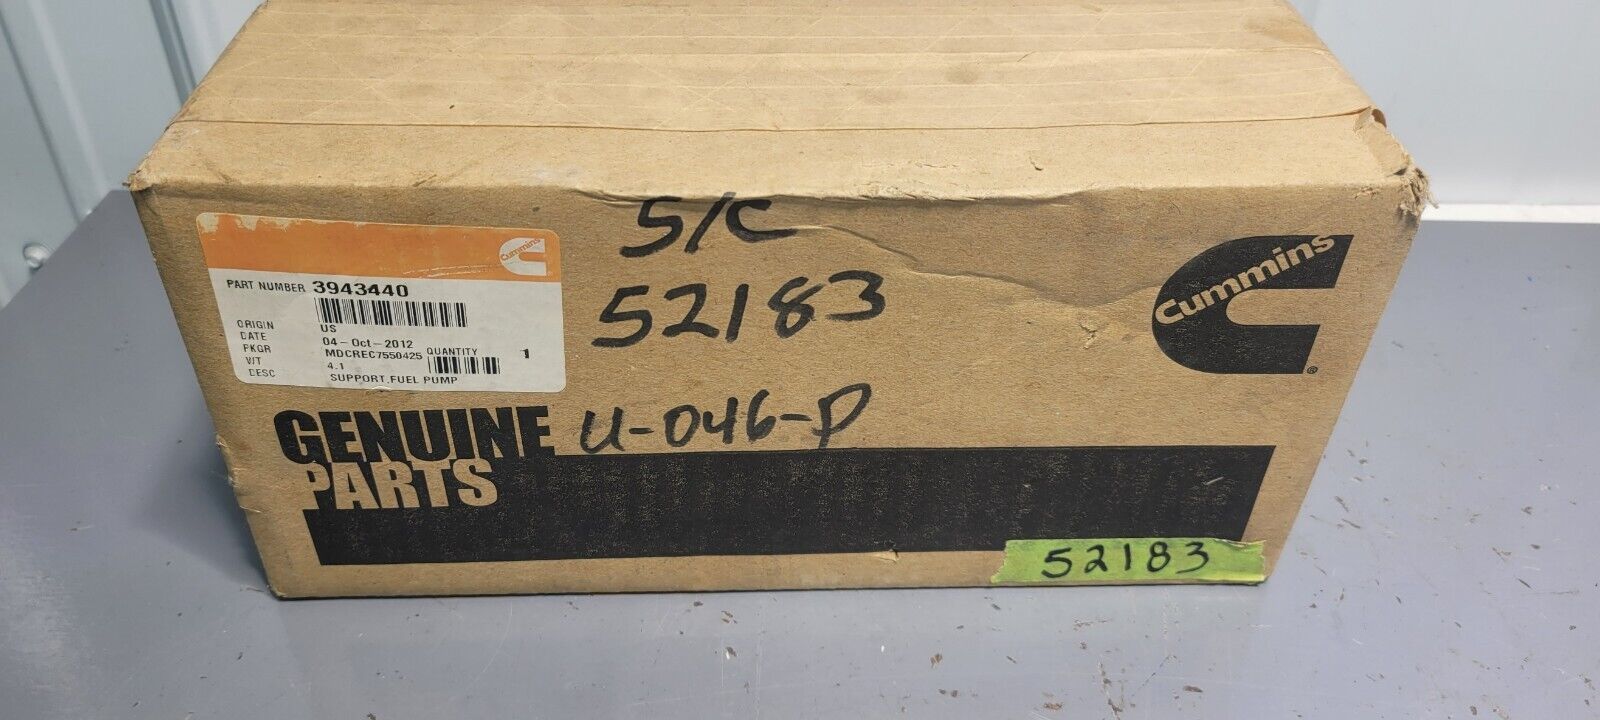 Cummins
PART NUMBER 3943440
ORIGIN US
DATE 04-Oct-2012
PKGR MDCREC7550425 QUANTITY 1
V/T 4.1
DESC SUPPORT,FUEL PUMP
S/C
52183
U-046-P
Cummins
®
GENUINE
PARTS
52183